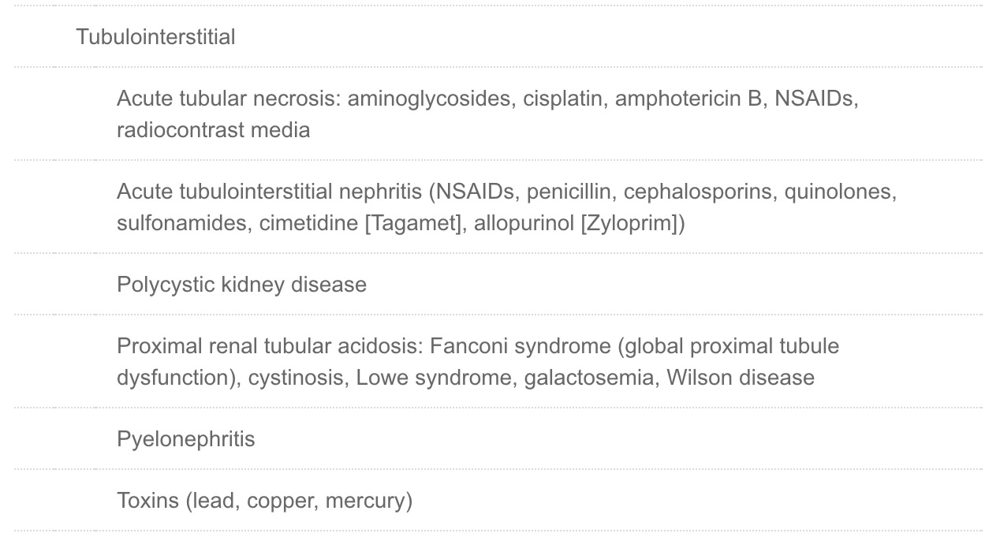 Tubulointerstitial
Acute tubular necrosis: aminoglycosides, cisplatin, amphotericin B, NSAIDs,
radiocontrast media
Acute tubulointerstitial nephritis (NSAIDs, penicillin, cephalosporins, quinolones,
sulfonamides, cimetidine [Tagamet], allopurinol [Zyloprim])
Polycystic kidney disease
Proximal renal tubular acidosis: Fanconi syndrome (global proximal tubule
dysfunction), cystinosis, Lowe syndrome, galactosemia, Wilson disease
Pyelonephritis
Toxins (lead, copper, mercury)